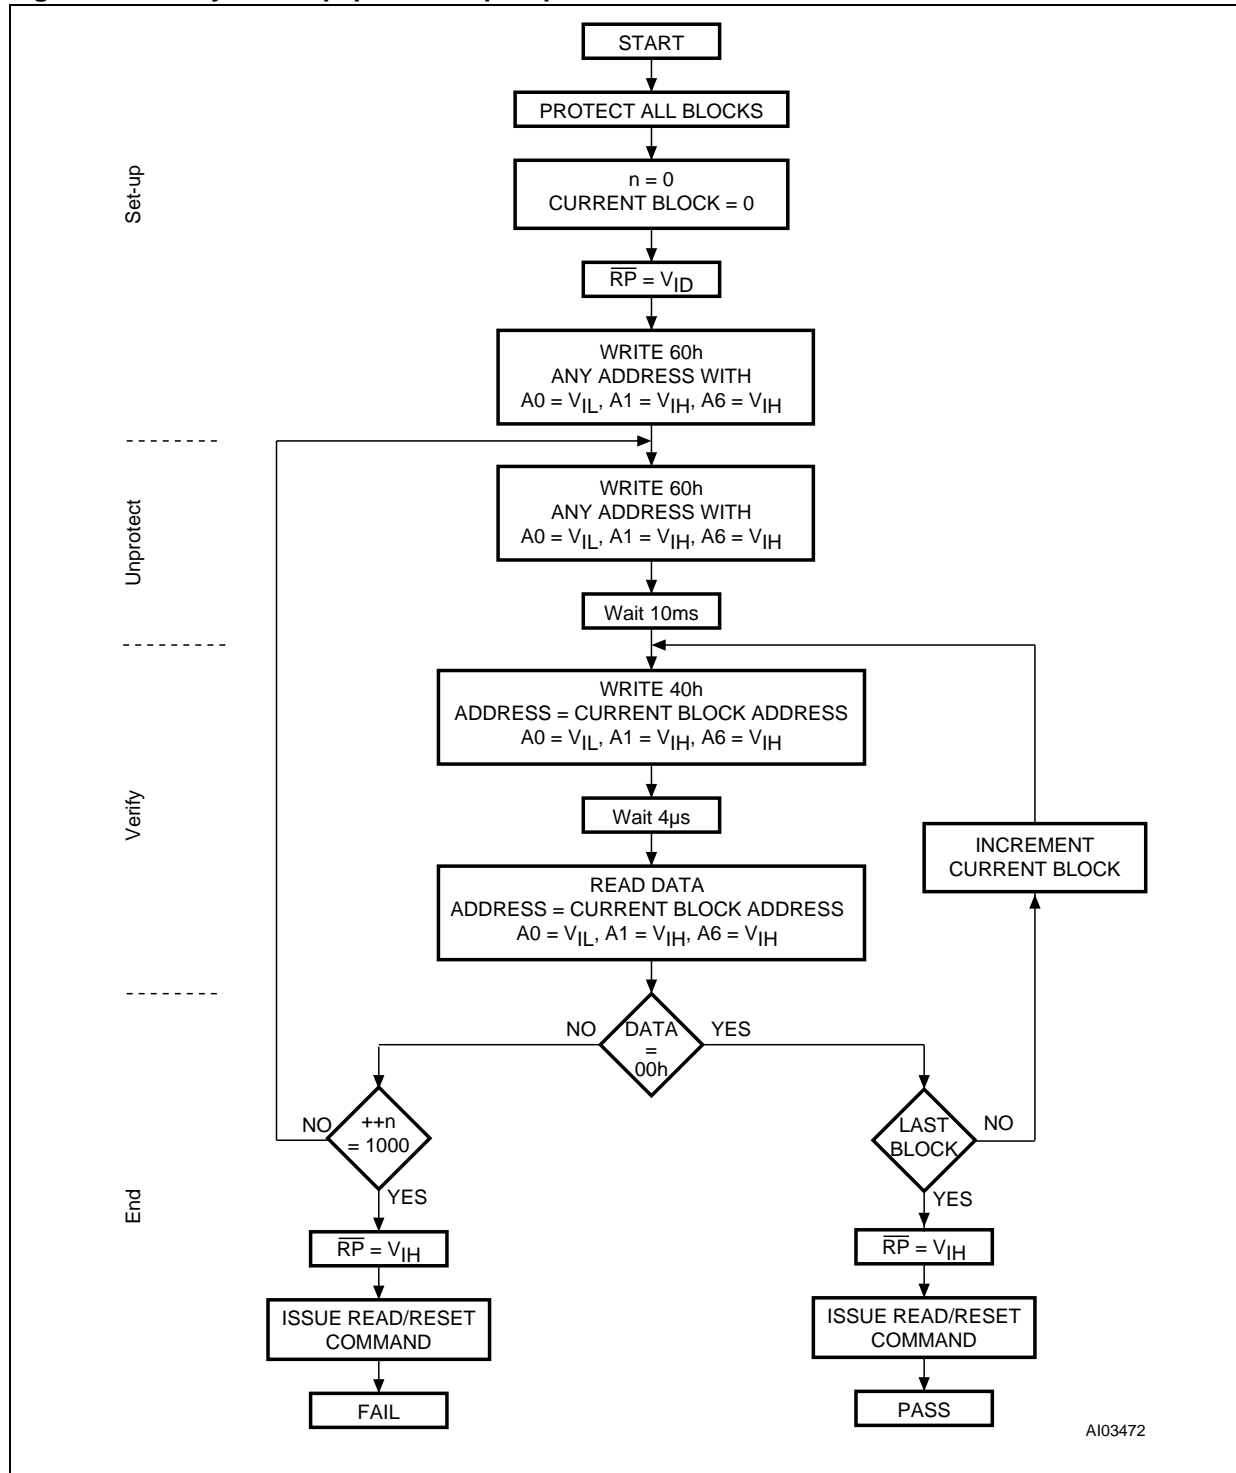 START
PROTECT ALL BLOCKS
n = 0
CURRENT BLOCK = 0
Set-up
RP = VID
WRITE 60h
ANY ADDRESS WITH
A0 = VIL, A1 = VIH, A6 = VIH
Unprotect
WRITE 60h
ANY ADDRESS WITH
A0 = VIL, A1 = VIH, A6 = VIH
Wait 10ms
Verify
WRITE 40h
ADDRESS = CURRENT BLOCK ADDRESS
A0 = VIL, A1 = VIH, A6 = VIH
Wait 4µs
INCREMENT
CURRENT BLOCK
READ DATA
ADDRESS = CURRENT BLOCK ADDRESS
A0 = VIL, A1 = VIH, A6 = VIH
End
NO
DATA
=
00h
YES
NO
++n
= 1000
YES
LAST
BLOCK
NO
YES
RP = VIH
RP = VIH
ISSUE READ/RESET
COMMAND
ISSUE READ/RESET
COMMAND
FAIL
PASS
AI03472